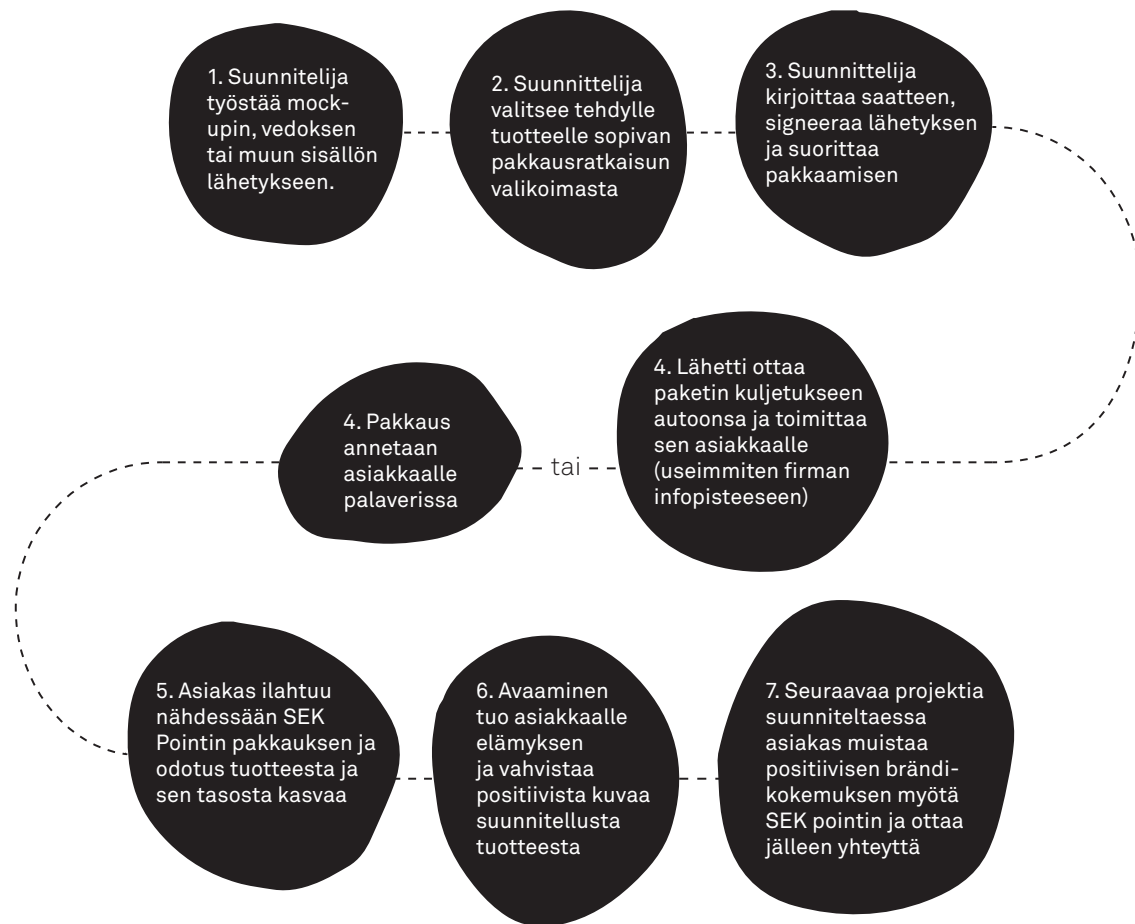 1. Suunnitelija
työstää mock-
upin, vedoksen
tai muun sisällön
lähetykseen.
2. Suunnittelija
valitsee tehdylle
tuotteelle sopivan
pakkausratkaisun
valikoimasta
3. Suunnittelija
kirjoittaa saatteen,
signeeraa lähetyksen
ja suorittaa
pakkaamisen
4. Lähetti ottaa
paketin kuljetukseen
autoonsa ja toimittaa
sen asiakkaalle
(useimmiten firman
infopisteeseen)
tai
4. Pakkaus
annetaan
asiakkaalle
palaverissa
5. Asiakas ilahtuu
nähdessään SEK
Pointin pakkauksen ja
odotus tuotteesta ja
sen tasosta kasvaa
6. Avaaminen
tuo asiakkaalle
elämyksen
ja vahvistaa
positiivista kuvaa
suunnitellusta
tuotteesta
7. Seuraavaa projektia
suunniteltaessa
asiakas muistaa
positiivisen brändi-
kokemuksen myötä
SEK pointin ja ottaa
jälleen yhteyttä